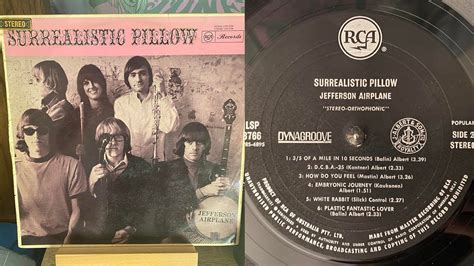 STEREO
SURREALISTIC PILLOW
RCA Records
JEFFERSON
AIRPLANE
RCA
SURREALISTIC PILLOW
JEFFERSON AIRPLANE
"STEREO-ORTHOPHONIC"
LSP
3766
DYNAGROOVE
POPULAR
SIDE 2
STEREO
1- 3/5 OF A MILE IN 10 SECONDS (Balin) Albert (3.39)
2- D.C.B.A.-25 (Kantner) Albert (2.33)
3- HOW DO YOU FEEL (Mastin) Albert (3.26)
4- EMBRYONIC JOURNEY (Kaukonen)
Albert (1.51)
5- WHITE RABBIT (Slick) Control (2.27)
6- PLASTIC FANTASTIC LOVER
(Balin) Albert (2.33)
PRODUCT OF RCA OF AUSTRALIA PTY. LTD.
MADE FROM MASTER RECORDING BY RCA